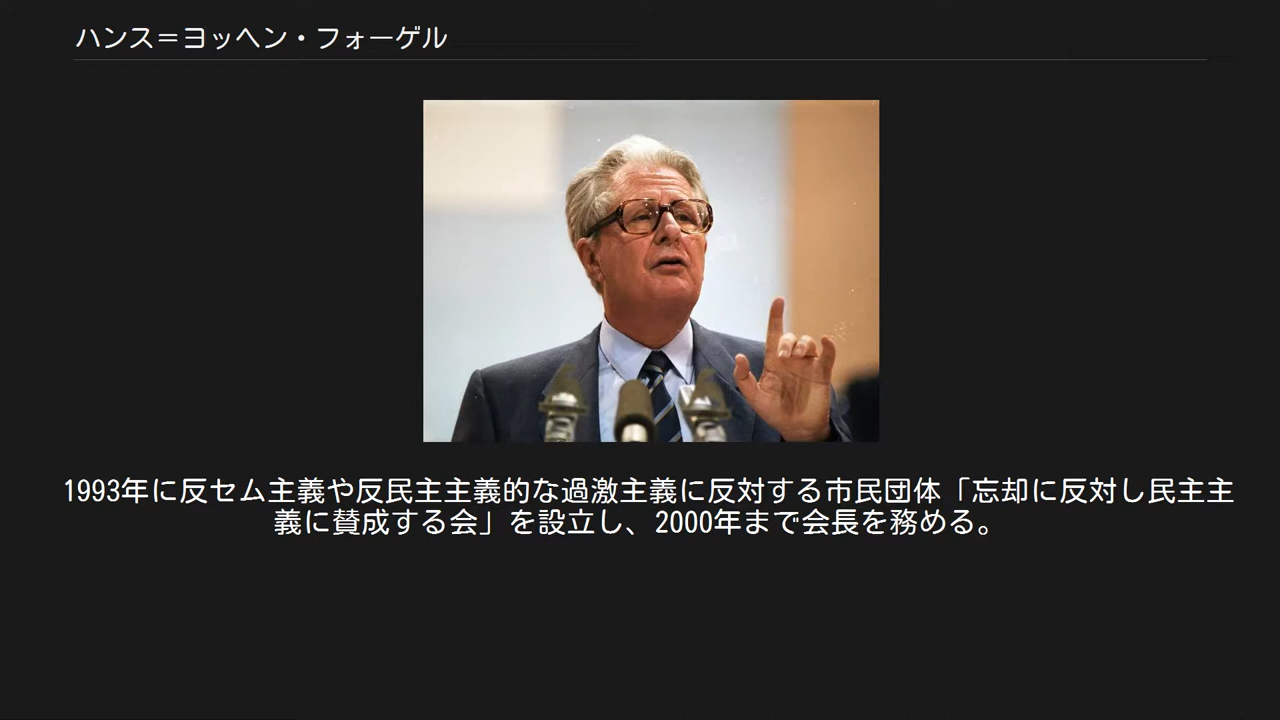 ハンス＝ヨッヘン・フォーゲル
1993年に反セム主義や反民主主義的な過激主義に反対する市民団体「忘却に反対し民主主
義に賛成する会」を設立し、2000年まで会長を務める。